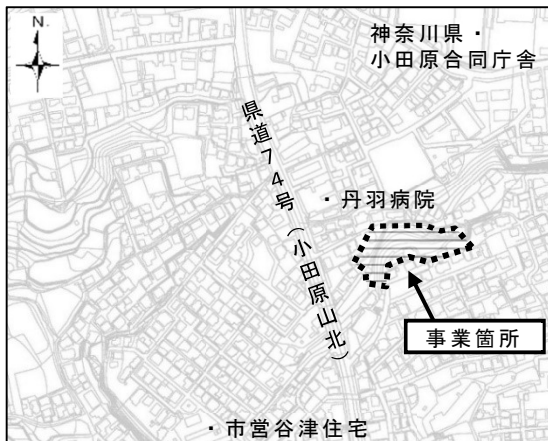 N
神奈川県・
小田原合同庁舎
県道74号(小田原山北)
・丹羽病院
事業箇所
・市営谷津住宅